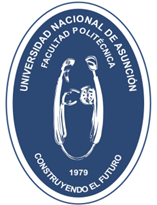 UNIVERSIDAD NACIONAL DE ASUNCIÓN
FACULTAD POLITÉCNICA
1979
CONSTRUYENDO EL FUTURO